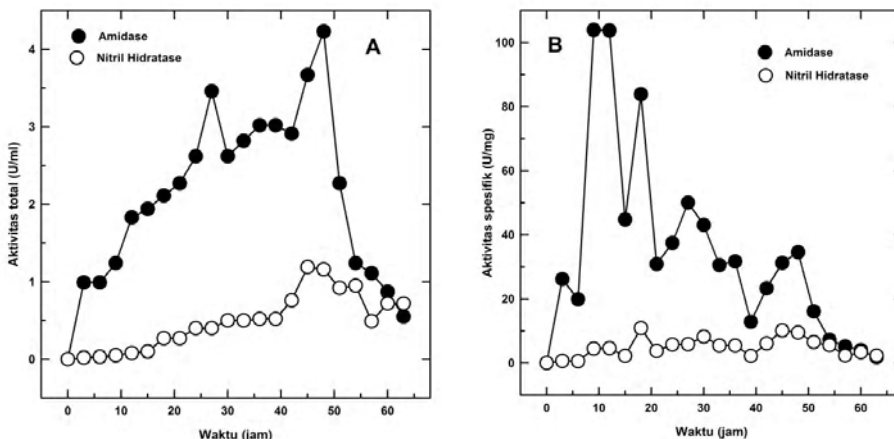 Amidase
Nitril Hidratase
A
4
3
2
1
0
Aktivitas total (U/ml)
0 10 20 30 40 50 60
Waktu (jam)
B
Amidase
Nitril Hidratase
100
80
60
40
20
0
Aktivitas spesifik (U/mg)
0 10 20 30 40 50 60
Waktu (jam)